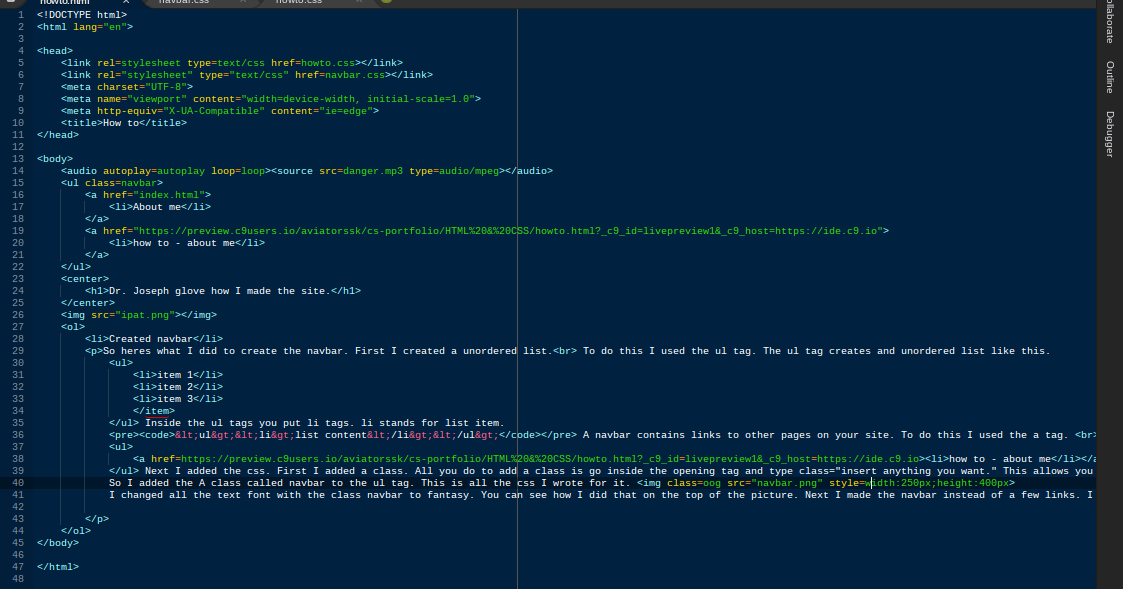 howto.html navbar.css howto.css
1 <!DOCTYPE html>
2 <html lang="en">
3
4 <head>
5 <link rel=stylesheet type=text/css href=howto.css></link>
6 <link rel="stylesheet" type="text/css" href=navbar.css></link>
7 <meta charset="UTF-8">
8 <meta name="viewport" content="width=device-width, initial-scale=1.0">
9 <meta http-equiv="X-UA-Compatible" content="ie=edge">
10 <title>How to</title>
11 </head>
12
13 <body>
14 <audio autoplay=autoplay loop=loop><source src=danger.mp3 type=audio/mpeg></audio>
15 <ul class=navbar>
16 <a href="index.html">
17 <li>About me</li>
18 </a>
19 <a href="https://preview.c9users.io/aviatorssk/cs-portfolio/HTML%20&%20CSS/howto.html?_c9_id=livepreview1&_c9_host=https://ide.c9.io">
20 <li>how to - about me</li>
21 </a>
22 </ul>
23 <center>
24 <h1>Dr. Joseph glove how I made the site.</h1>
25 </center>
26 <img src="ipat.png"></img>
27 <ol>
28 <li>Created navbar</li>
29 <p>So heres what I did to create the navbar. First I created a unordered list.<br> To do this I used the ul tag. The ul tag creates and unordered list like this.
30 <ul>
31 <li>item 1</li>
32 <li>item 2</li>
33 <li>item 3</li>
34 </item>
35 </ul> Inside the ul tags you put li tags. li stands for list item.
36 <pre><code>&lt;ul&gt;&lt;li&gt;list content&lt;/li&gt;&lt;/ul&gt;</code></pre> A navbar contains links to other pages on your site. To do this I used the a tag. <br>
37 <ul>
38 <a href=https://preview.c9users.io/aviatorssk/cs-portfolio/HTML%20&%20CSS/howto.html?_c9_id=livepreview1&_c9_host=https://ide.c9.io><li>how to - about me</li></a
39 </ul> Next I added the css. First I added a class. All you do to add a class is go inside the opening tag and type class="insert anything you want." This allows you
40 So I added the A class called navbar to the ul tag. This is all the css I wrote for it. <img class=oog src="navbar.png" style=width:250px;height:400px>
41 I changed all the text font with the class navbar to fantasy. You can see how I did that on the top of the picture. Next I made the navbar instead of a few links. I
42
43 </p>
44 </ol>
45 </body>
46
47 </html>
48
ollaborate
Outline
Debugger